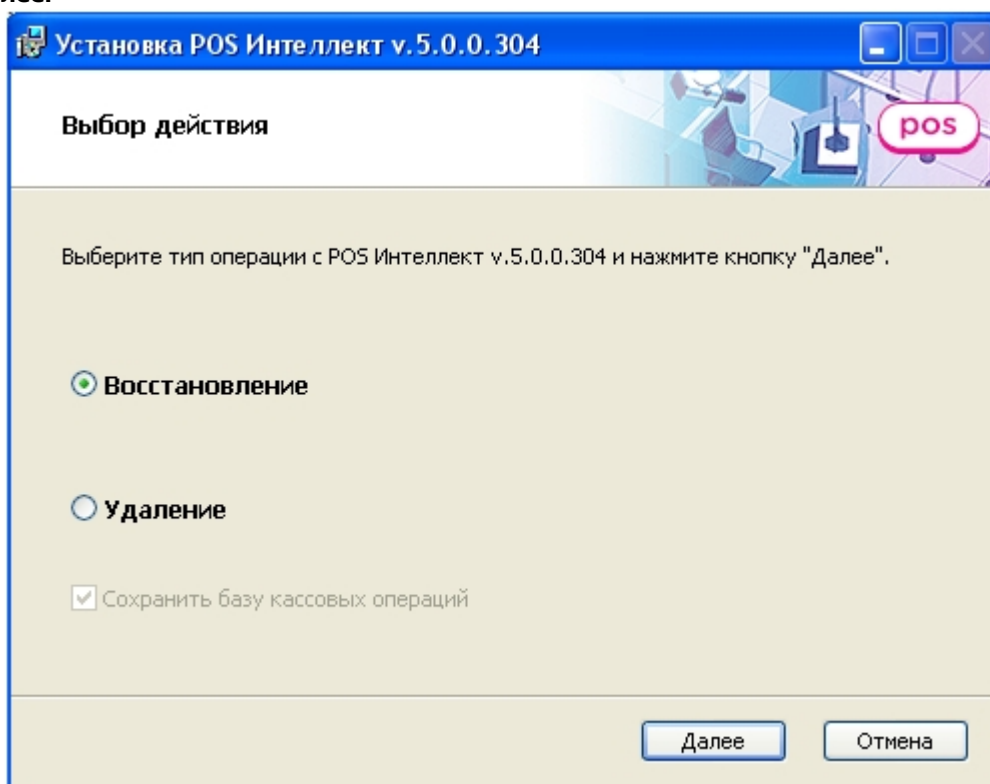 Установка POS Интеллект v.5.0.0.304
Выбор действия
pos
Выберите тип операции с POS Интеллект v.5.0.0.304 и нажмите кнопку "Далее".
Восстановление
Удаление
Сохранить базу кассовых операций
Далее
Отмена